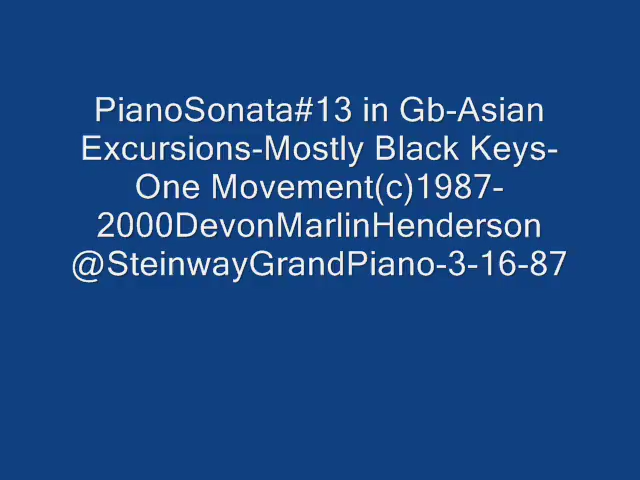 PianoSonata#13 in Gb-Asian
Excursions-Mostly Black Keys-
One Movement(c)1987-
2000DevonMarlinHenderson
@SteinwayGrandPiano-3-16-87